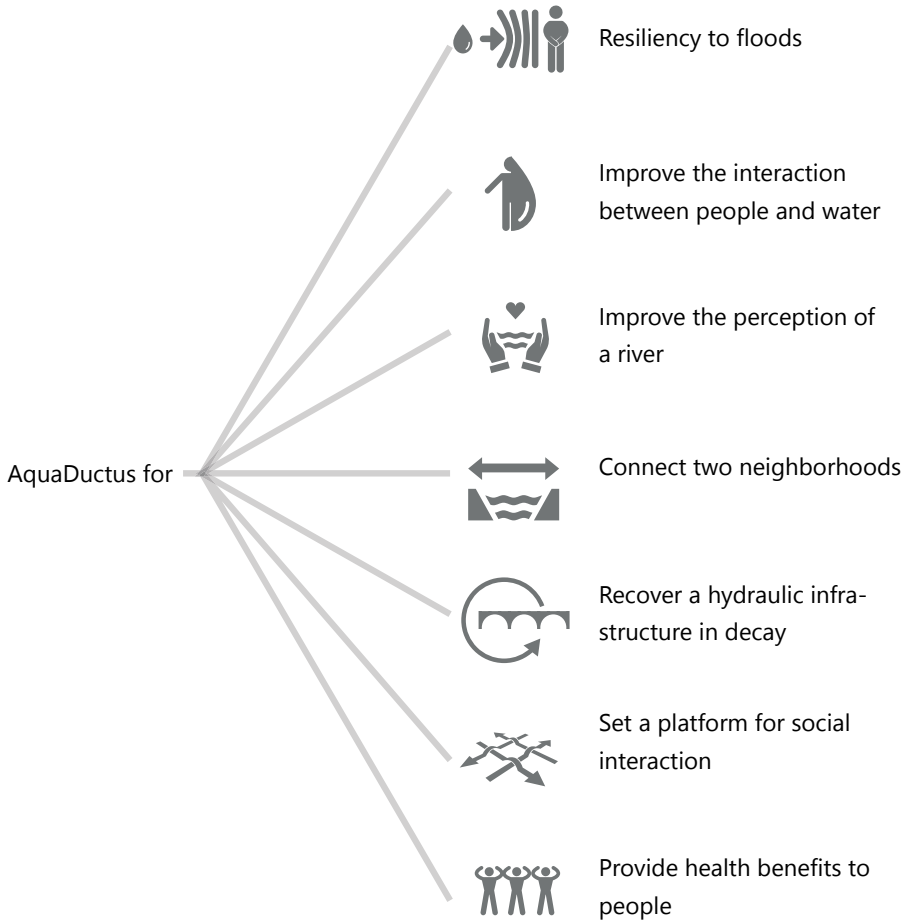 Resiliency to floods
Improve the interaction
between people and water
Improve the perception of
a river
AquaDuctus for
Connect two neighborhoods
Recover a hydraulic infra-
structure in decay
Set a platform for social
interaction
Provide health benefits to
people